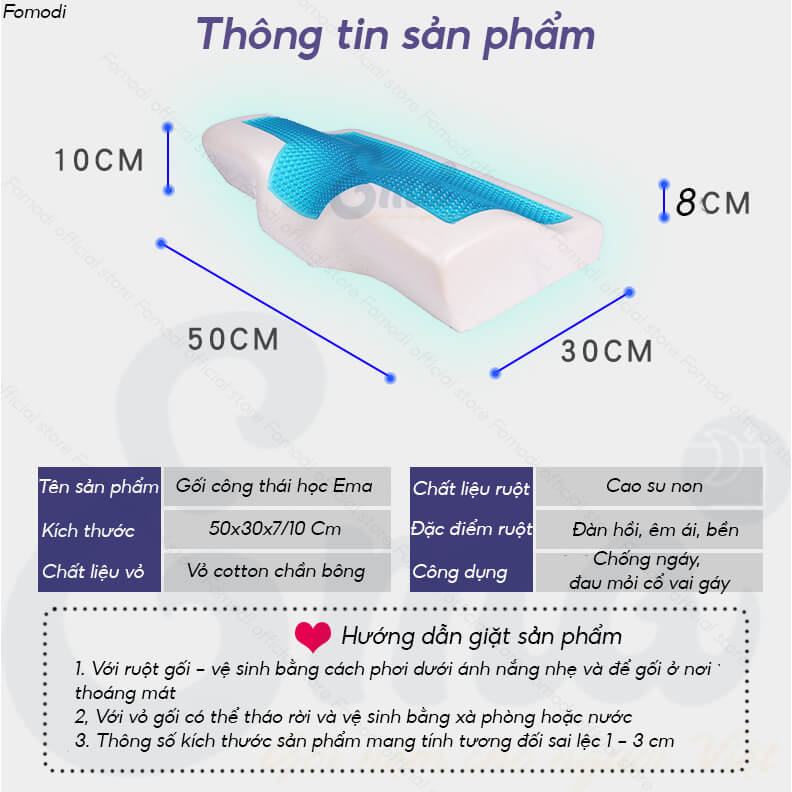 Fomodi
Thông tin sản phẩm
10CM
8CM
50CM
30CM
Tên sản phẩm Gối công thái học Ema
Kích thước 50x30x7/10 Cm
Chất liệu vỏ Vỏ cotton chần bông
Chất liệu ruột Cao su non
Đặc điểm ruột Đàn hồi, êm ái, bền
Công dụng Chống ngáy,
đau mỏi cổ vai gáy
Hướng dẫn giặt sản phẩm
1. Với ruột gối – vệ sinh bằng cách phơi dưới ánh nắng nhẹ và để gối ở nơi
thoáng mát
2, Với vỏ gối có thể tháo rời và vệ sinh bằng xà phòng hoặc nước
3. Thông số kích thước sản phẩm mang tính tương đối sai lệc 1 – 3 cm
Fomodi official store